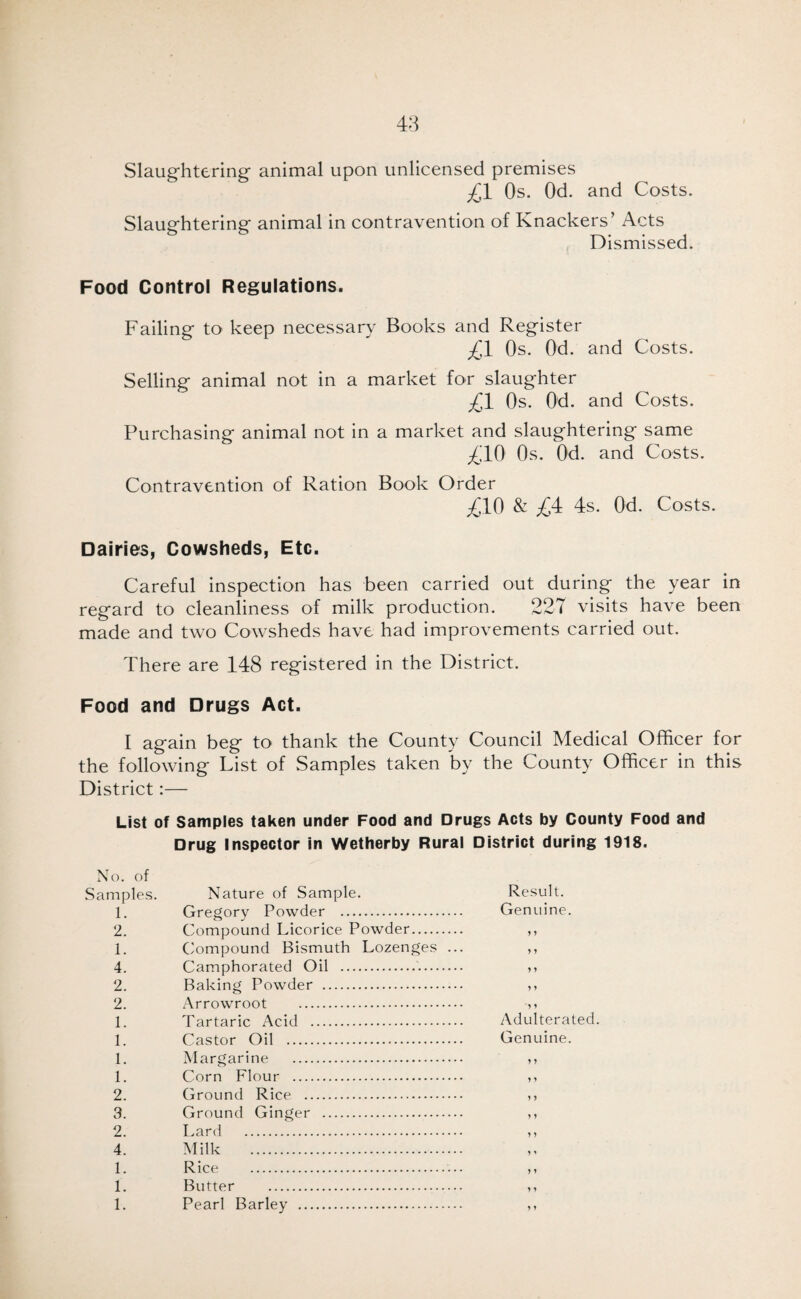 43
Slaughtering animal upon unlicensed premises
£1 0s. 0d. and Costs.
Slaughtering animal in contravention of Knackers' Acts
Dismissed.
Food Control Regulations.
Failing to keep necessary Books and Register
£1 0s. 0d. and Costs.
Selling animal not in a market for slaughter
£1 0s. 0d. and Costs.
Purchasing animal not in a market and slaughtering same
£10 0s. 0d. and Costs.
Contravention of Ration Book Order
£10 & £4 4s. 0d. Costs.
Dairies, Cowsheds, Etc.
Careful inspection has been carried out during the year in
regard to cleanliness of milk production. 227 visits have been
made and two Cowsheds have had improvements carried out.
There are 148 registered in the District.
Food and Drugs Act.
I again beg to thank the County Council Medical Officer for
the following List of Samples taken by the County Officer in this
District :—
List of Samples taken under Food and Drugs Acts by County Food and
Drug Inspector in Wetherby Rural District during 1918.
No. of
Samples. Nature of Sample. Result.
1. Gregory Powder ........................ Genuine.
2. Compound Licorice Powder......... ,,
1. Compound Bismuth Lozenges ... ,,
4. Camphorated Oil ........................ ,,
2. Baking Powder ........................... ,,
2. Arrowroot ................................ ,,
1. Tartaric Acid ............................. Adulterated.
1. Castor Oil ................................. Genuine.
1. Margarine ................................. ,,
1. Corn Flour ................................ ,,
2. Ground Rice .............................. ,,
3. Ground Ginger ........................... ,,
2. Lard ......................................... ,,
4. Milk ........................................ ,,
1. Rice ........................................ ,,
1. Butter ..................................... ,,
1. Pearl Barley .............................. ,,